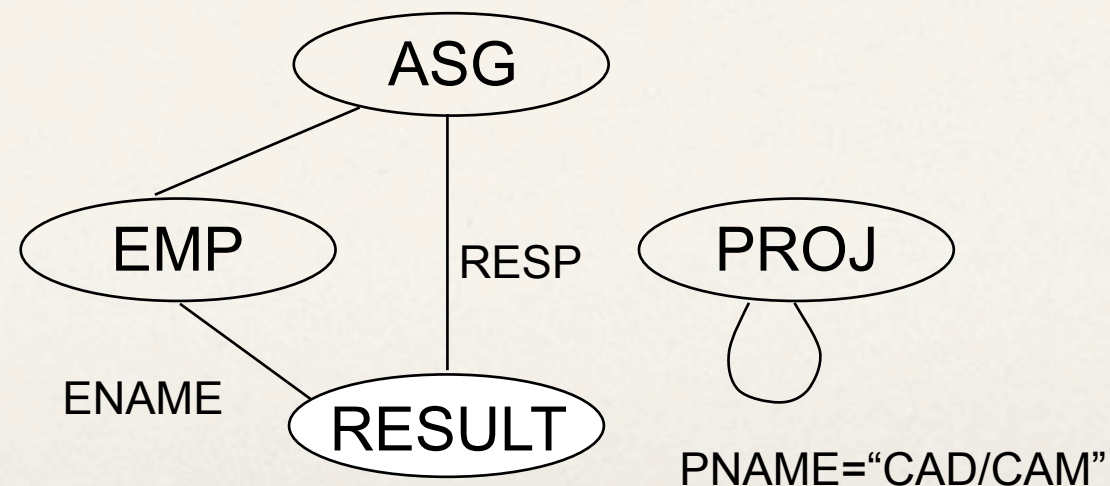 ASG
EMP
RESP
PROJ
ENAME
RESULT
PNAME=“CAD/CAM”